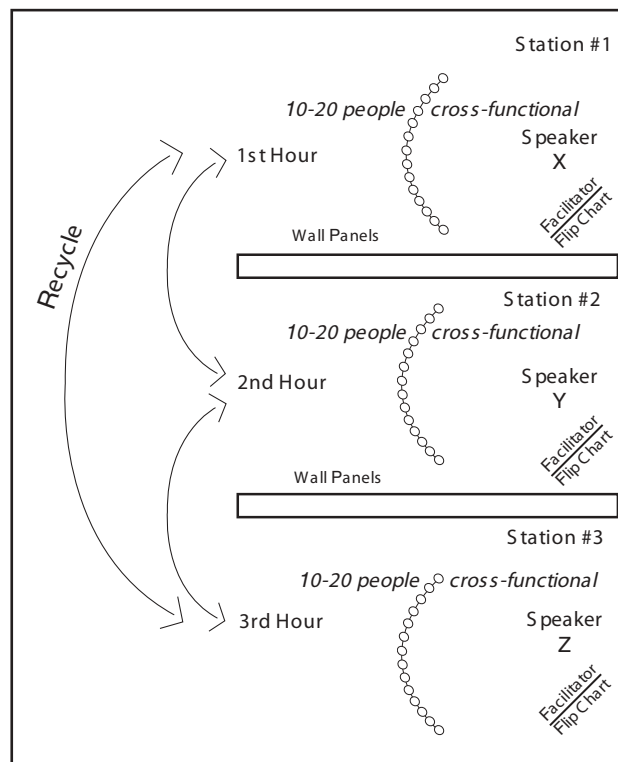 Station #1
10-20 people cross-functional
Speaker
X
1st Hour
Facilitator
Flip Chart
Wall Panels
Recycle
Station #2
10-20 people cross-functional
Speaker
Y
2nd Hour
Facilitator
Flip Chart
Wall Panels
Station #3
10-20 people cross-functional
Speaker
Z
3rd Hour
Facilitator
Flip Chart